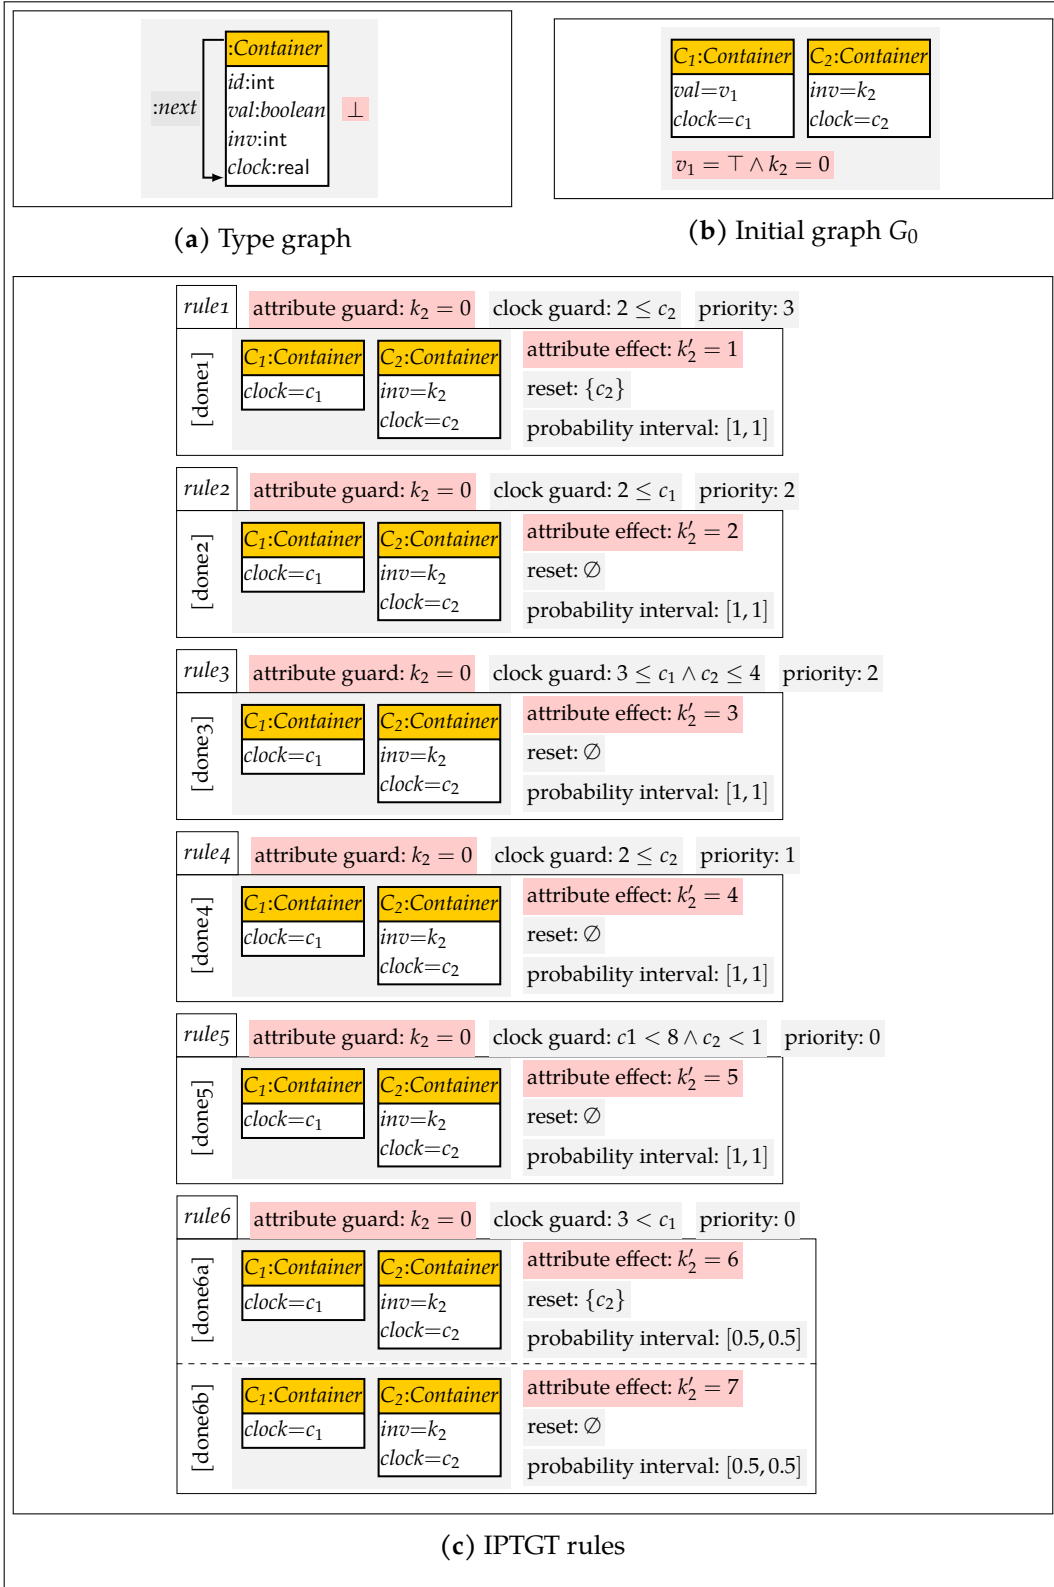 :Container
id:int
:next
val:boolean
⊥
inv:int
clock:real
(a) Type graph
C1:Container C2:Container
val=v1 inv=k2
clock=c1 clock=c2
v1 = ⊤ ∧ k2 = 0
(b) Initial graph G0
rule1 attribute guard: k2 = 0 clock guard: 2 ≤ c2 priority: 3
[done1]
C1:Container C2:Container attribute effect: k′2 = 1
clock=c1 inv=k2 reset: {c2}
clock=c2 probability interval: [1, 1]
rule2 attribute guard: k2 = 0 clock guard: 2 ≤ c1 priority: 2
[done2]
C1:Container C2:Container attribute effect: k′2 = 2
clock=c1 inv=k2 reset: ∅
clock=c2 probability interval: [1, 1]
rule3 attribute guard: k2 = 0 clock guard: 3 ≤ c1 ∧ c2 ≤ 4 priority: 2
[done3]
C1:Container C2:Container attribute effect: k′2 = 3
clock=c1 inv=k2 reset: ∅
clock=c2 probability interval: [1, 1]
rule4 attribute guard: k2 = 0 clock guard: 2 ≤ c2 priority: 1
[done4]
C1:Container C2:Container attribute effect: k′2 = 4
clock=c1 inv=k2 reset: ∅
clock=c2 probability interval: [1, 1]
rule5 attribute guard: k2 = 0 clock guard: c1 < 8 ∧ c2 < 1 priority: 0
[done5]
C1:Container C2:Container attribute effect: k′2 = 5
clock=c1 inv=k2 reset: ∅
clock=c2 probability interval: [1, 1]
rule6 attribute guard: k2 = 0 clock guard: 3 < c1 priority: 0
[done6a]
C1:Container C2:Container attribute effect: k′2 = 6
clock=c1 inv=k2 reset: {c2}
clock=c2 probability interval: [0.5, 0.5]
[done6b]
C1:Container C2:Container attribute effect: k′2 = 7
clock=c1 inv=k2 reset: ∅
clock=c2 probability interval: [0.5, 0.5]
(c) IPTGT rules